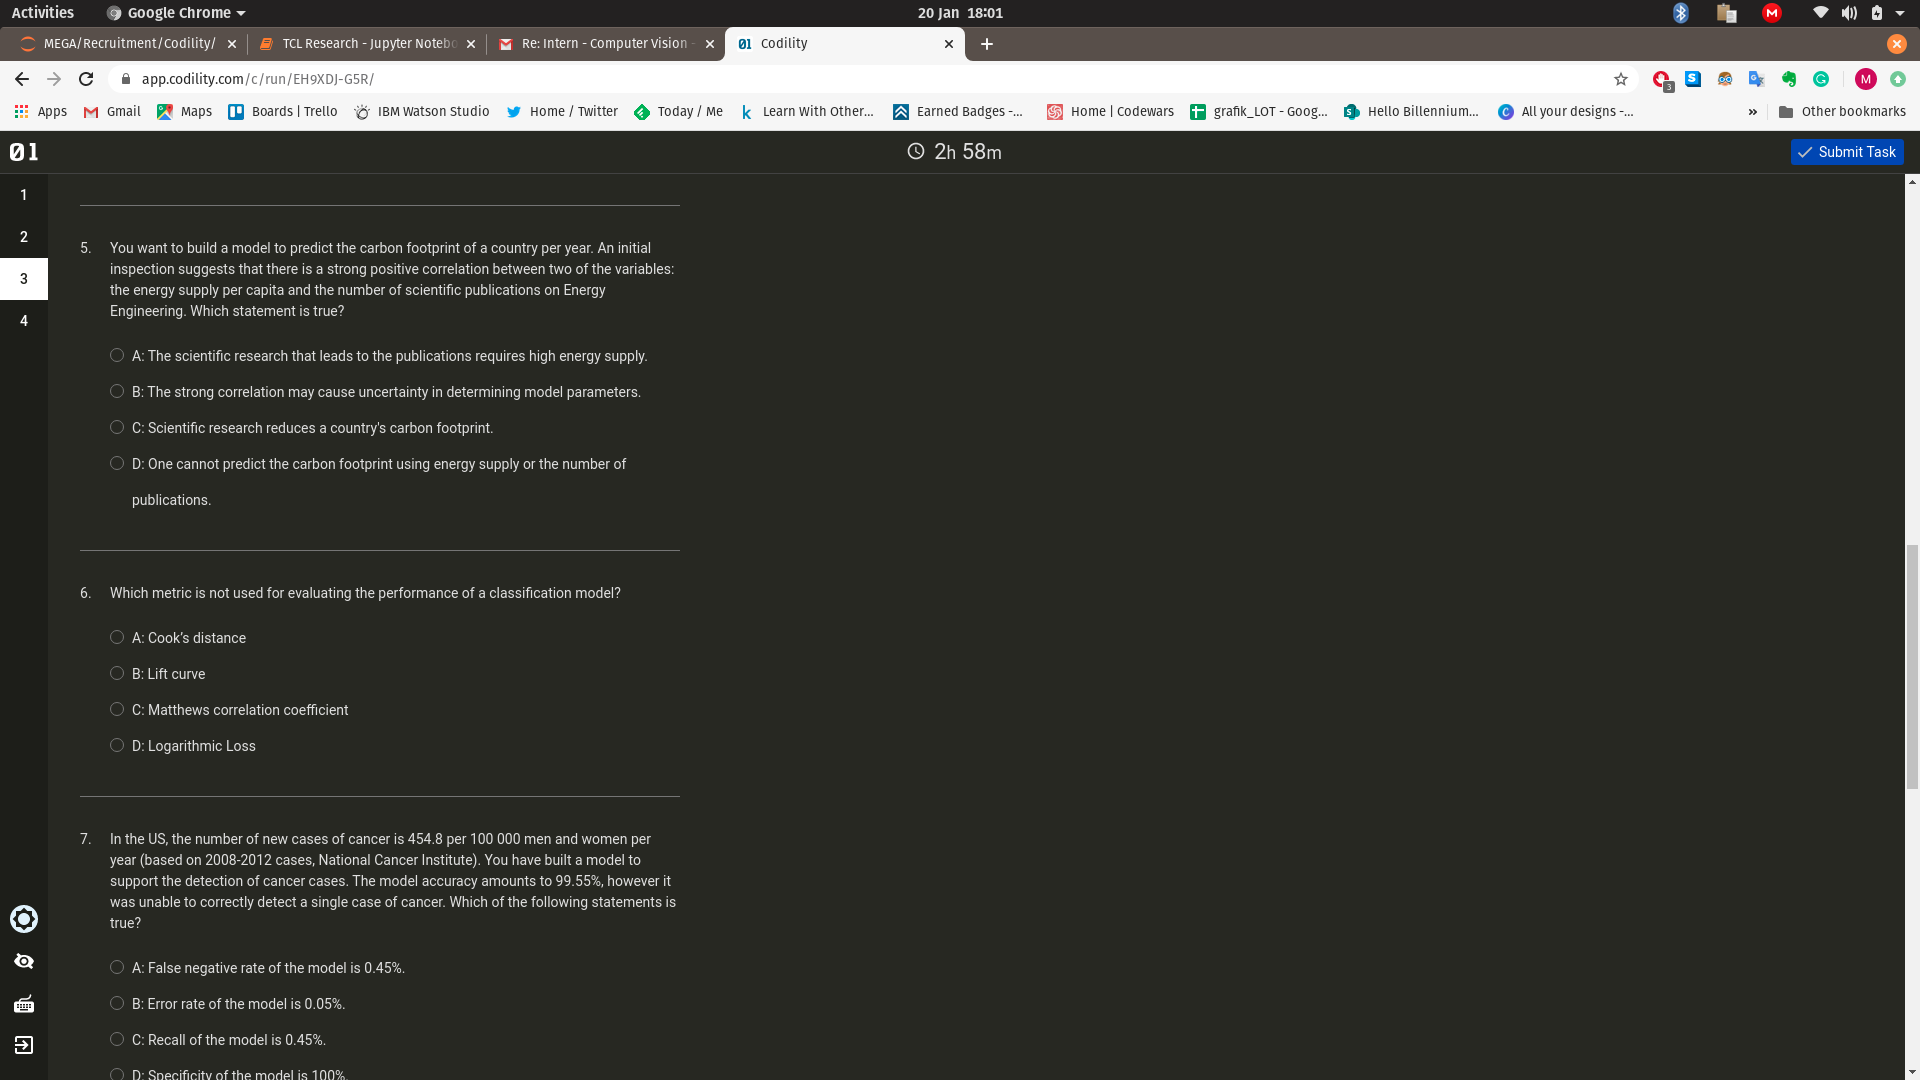 Activities Google Chrome 20 Jan 18:01
MEGA/Recruitment/Codility/ TCL Research - Jupyter Notebo Re: Intern - Computer Vision - Codility
app.codility.com/c/run/EH9XDJ-G5R/
Apps Gmail Maps Boards | Trello IBM Watson Studio Home / Twitter Today / Me Learn With Other... Earned Badges -... Home | Codewars grafik_LOT - Goog... Hello Billennium... All your designs -... » Other bookmarks
01 2h 58m Submit Task
1
2
3
4
5. You want to build a model to predict the carbon footprint of a country per year. An initial
inspection suggests that there is a strong positive correlation between two of the variables:
the energy supply per capita and the number of scientific publications on Energy
Engineering. Which statement is true?
A: The scientific research that leads to the publications requires high energy supply.
B: The strong correlation may cause uncertainty in determining model parameters.
C: Scientific research reduces a country's carbon footprint.
D: One cannot predict the carbon footprint using energy supply or the number of
publications.
6. Which metric is not used for evaluating the performance of a classification model?
A: Cook’s distance
B: Lift curve
C: Matthews correlation coefficient
D: Logarithmic Loss
7. In the US, the number of new cases of cancer is 454.8 per 100 000 men and women per
year (based on 2008-2012 cases, National Cancer Institute). You have built a model to
support the detection of cancer cases. The model accuracy amounts to 99.55%, however it
was unable to correctly detect a single case of cancer. Which of the following statements is
true?
A: False negative rate of the model is 0.45%.
B: Error rate of the model is 0.05%.
C: Recall of the model is 0.45%.
D: Specificity of the model is 100%.